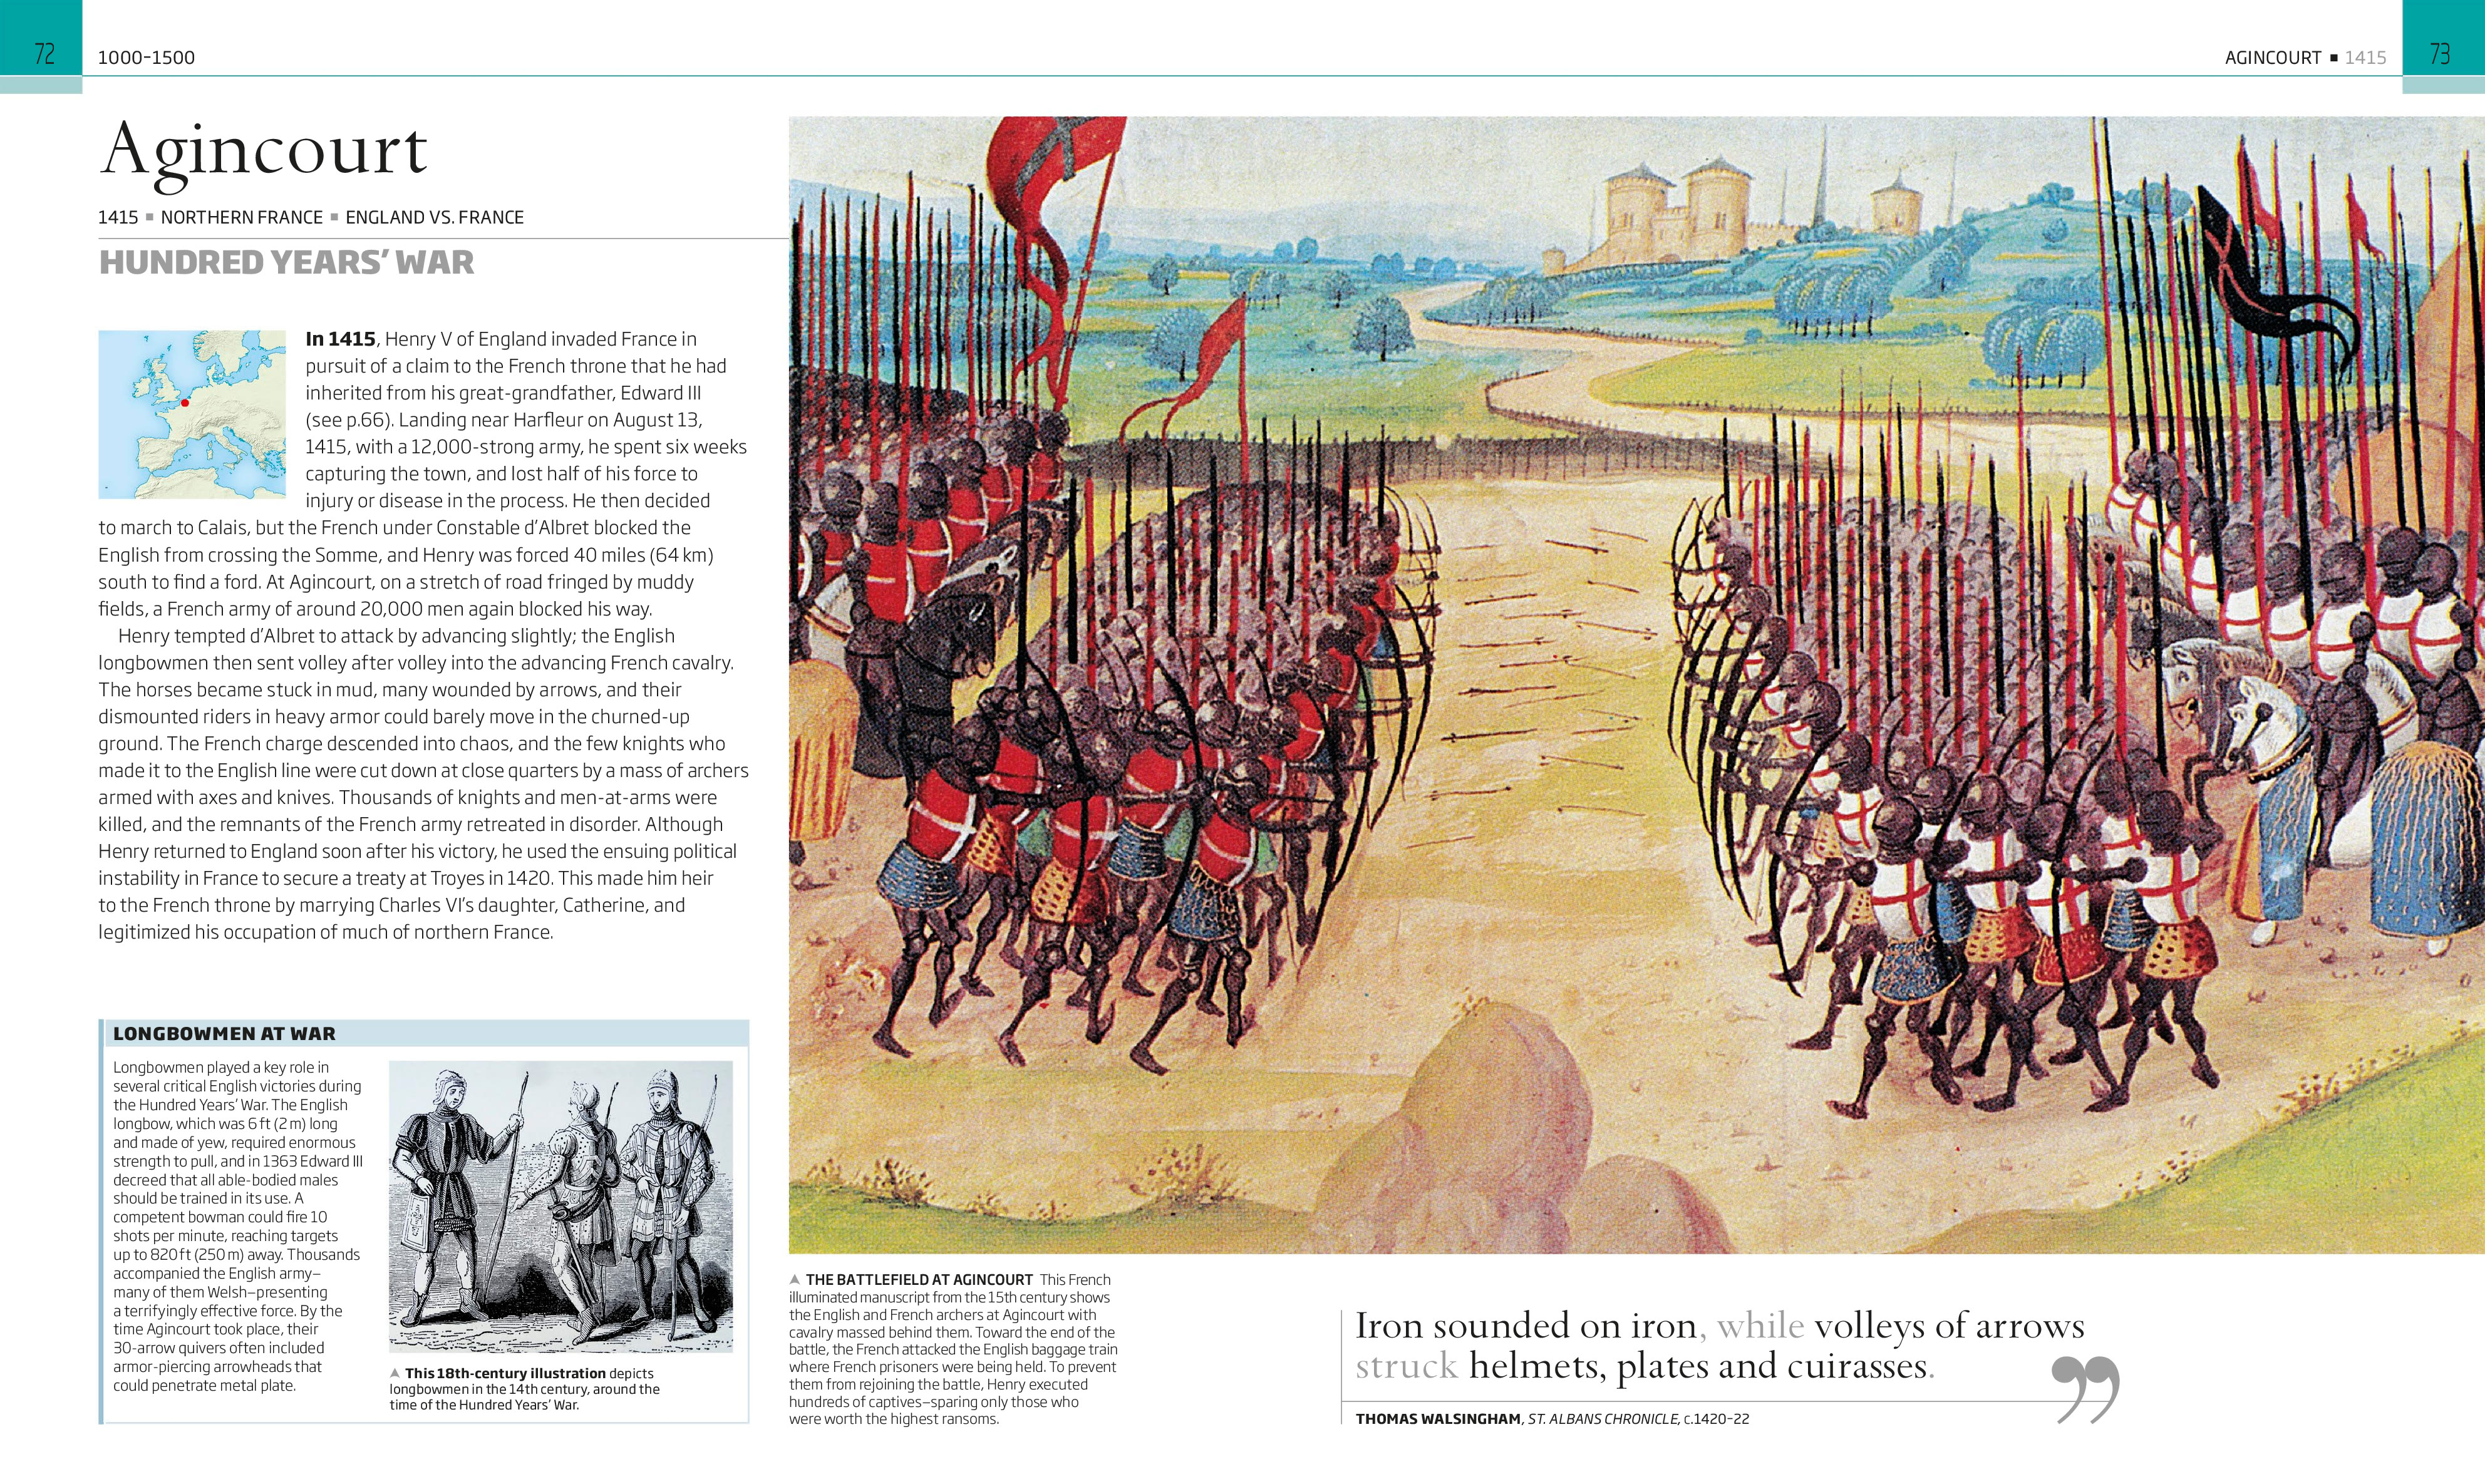 72
1000–1500
AGINCOURT ■ 1415
73
Agincourt
1415 ■ NORTHERN FRANCE ■ ENGLAND VS. FRANCE
HUNDRED YEARS’ WAR
In 1415, Henry V of England invaded France in
pursuit of a claim to the French throne that he had
inherited from his great-grandfather, Edward III
(see p.66). Landing near Harfleur on August 13,
1415, with a 12,000-strong army, he spent six weeks
capturing the town, and lost half of his force to
injury or disease in the process. He then decided
to march to Calais, but the French under Constable d’Albret blocked the
English from crossing the Somme, and Henry was forced 40 miles (64 km)
south to find a ford. At Agincourt, on a stretch of road fringed by muddy
fields, a French army of around 20,000 men again blocked his way.
Henry tempted d’Albret to attack by advancing slightly; the English
longbowmen then sent volley after volley into the advancing French cavalry.
The horses became stuck in mud, many wounded by arrows, and their
dismounted riders in heavy armor could barely move in the churned-up
ground. The French charge descended into chaos, and the few knights who
made it to the English line were cut down at close quarters by a mass of archers
armed with axes and knives. Thousands of knights and men-at-arms were
killed, and the remnants of the French army retreated in disorder. Although
Henry returned to England soon after his victory, he used the ensuing political
instability in France to secure a treaty at Troyes in 1420. This made him heir
to the French throne by marrying Charles VI’s daughter, Catherine, and
legitimized his occupation of much of northern France.
LONGBOWMEN AT WAR
Longbowmen played a key role in
several critical English victories during
the Hundred Years’ War. The English
longbow, which was 6 ft (2 m) long
and made of yew, required enormous
strength to pull, and in 1363 Edward III
decreed that all able-bodied males
should be trained in its use. A
competent bowman could fire 10
shots per minute, reaching targets
up to 820 ft (250 m) away. Thousands
accompanied the English army—
many of them Welsh—presenting
a terrifyingly effective force. By the
time Agincourt took place, their
30-arrow quivers often included
armor-piercing arrowheads that
could penetrate metal plate.
This 18th-century illustration depicts
longbowmen in the 14th century, around the
time of the Hundred Years’ War.
THE BATTLEFIELD AT AGINCOURT This French
illuminated manuscript from the 15th century shows
the English and French archers at Agincourt with
cavalry massed behind them. Toward the end of the
battle, the French attacked the English baggage train
where French prisoners were being held. To prevent
them from rejoining the battle, Henry executed
hundreds of captives—sparing only those who
were worth the highest ransoms.
Iron sounded on iron, while volleys of arrows
struck helmets, plates and cuirasses.
”
THOMAS WALSINGHAM, ST. ALBANS CHRONICLE, c.1420–22